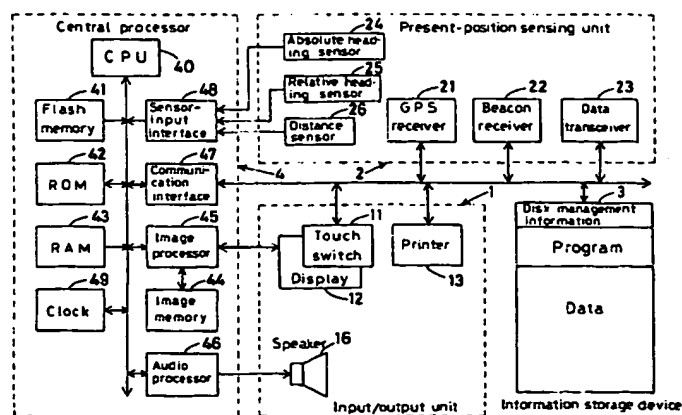 Central processor
CPU
40
41
Flash memory
48
Sensor-
input
interface
42
ROM
47
Communi-
cation
interface
4
43
RAM
45
Image
processor
49
Clock
44
Image
memory
46
Audio
processor
Present-position sensing unit
24
Absolute head-
ing sensor
25
Relative head-
ing sensor
26
Distance
sensor
21
GPS
receiver
22
Beacon
receiver
23
Data
transceiver
2
1
11
Touch
switch
Display
12
Printer
13
Speaker
16
Input/output unit
3
Disk management
information
Program
Data
Information storage device